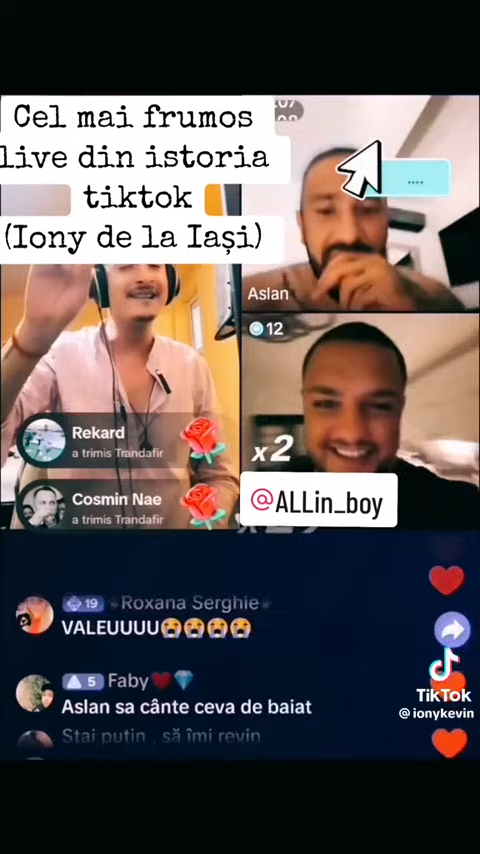 Cel mai frumos
live din istoria
tiktok
(Iony de la Iași)
....
Aslan
12
x2
Rekard
a trimis Trandafir
Cosmin Nae
a trimis Trandafir
@ALLin_boy
19 Roxana Serghie
VALEUUUU😭😭😭😭
5 Faby❤️💎
Aslan sa cânte ceva de baiat
Stai putin , să îmi revin
TikTok
@ionykevin